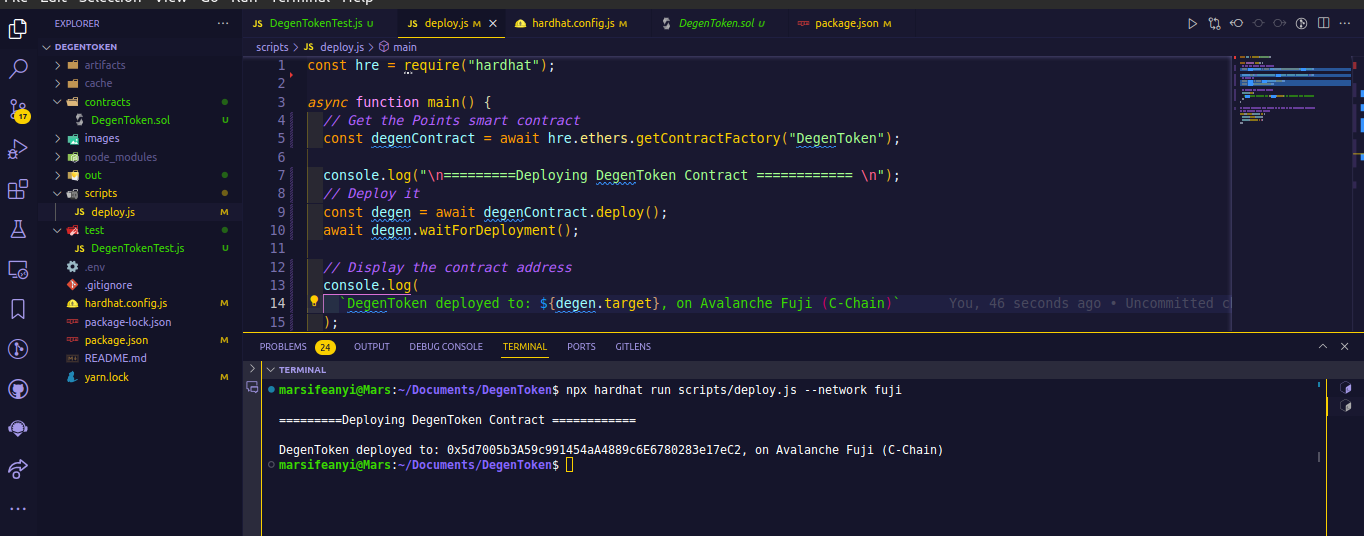 File Edit Selection View Go Run Terminal Help
EXPLORER
DEGENTOKEN
artifacts
cache
contracts
DegenToken.sol U
images
node_modules
out
scripts
JS deploy.js M
test
JS DegenTokenTest.js U
.env
.gitignore
hardhat.config.js M
package-lock.json
package.json M
README.md
yarn.lock M
17
JS DegenTokenTest.js U
JS deploy.js M
hardhat.config.js M
DegenToken.sol U
package.json M
scripts > JS deploy.js > main
1 const hre = require("hardhat");
2
3 async function main() {
4 // Get the Points smart contract
5 const degenContract = await hre.ethers.getContractFactory("DegenToken");
6
7 console.log("\n=========Deploying DegenToken Contract ============ \n");
8 // Deploy it
9 const degen = await degenContract.deploy();
10 await degen.waitForDeployment();
11
12 // Display the contract address
13 console.log(
14 `DegenToken deployed to: ${degen.target}, on Avalanche Fuji (C-Chain)` You, 46 seconds ago • Uncommitted c
15 );
PROBLEMS 24 OUTPUT DEBUG CONSOLE TERMINAL PORTS GITLENS
TERMINAL
marsifeanyi@Mars:~/Documents/DegenToken$ npx hardhat run scripts/deploy.js --network fuji
=========Deploying DegenToken Contract ============
DegenToken deployed to: 0x5d7005b3A59c991454aA4889c6E6780283e17eC2, on Avalanche Fuji (C-Chain)
marsifeanyi@Mars:~/Documents/DegenToken$